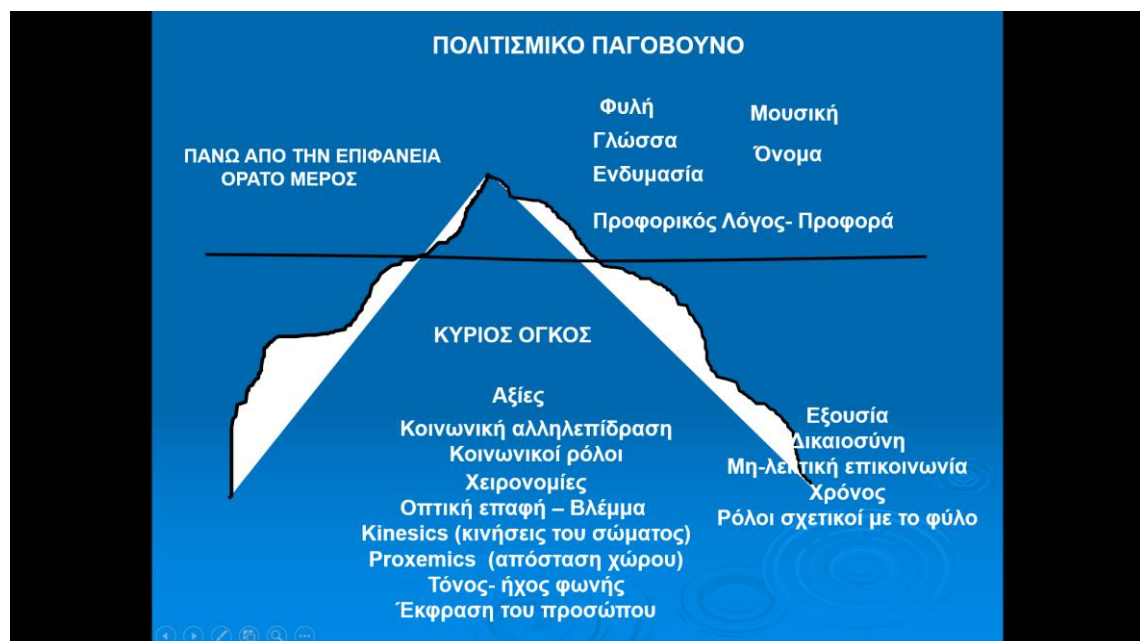 ΠΟΛΙΤΙΣΜΙΚΟ ΠΑΓΟΒΟΥΝΟ
ΠΑΝΩ ΑΠΟ ΤΗΝ ΕΠΙΦΑΝΕΙΑ
ΟΡΑΤΟ ΜΕΡΟΣ
Φυλή
Γλώσσα
Ενδυμασία
Μουσική
Όνομα
Προφορικός Λόγος- Προφορά
ΚΥΡΙΟΣ ΟΓΚΟΣ
Αξίες
Κοινωνική αλληλεπίδραση
Κοινωνικοί ρόλοι
Χειρονομίες
Οπτική επαφή – Βλέμμα
Kinesics (κινήσεις του σώματος)
Proxemics (απόσταση χώρου)
Τόνος- ήχος φωνής
Έκφραση του προσώπου
Εξουσία
Δικαιοσύνη
Μη-λεκτική επικοινωνία
Χρόνος
Ρόλοι σχετικοί με το φύλο